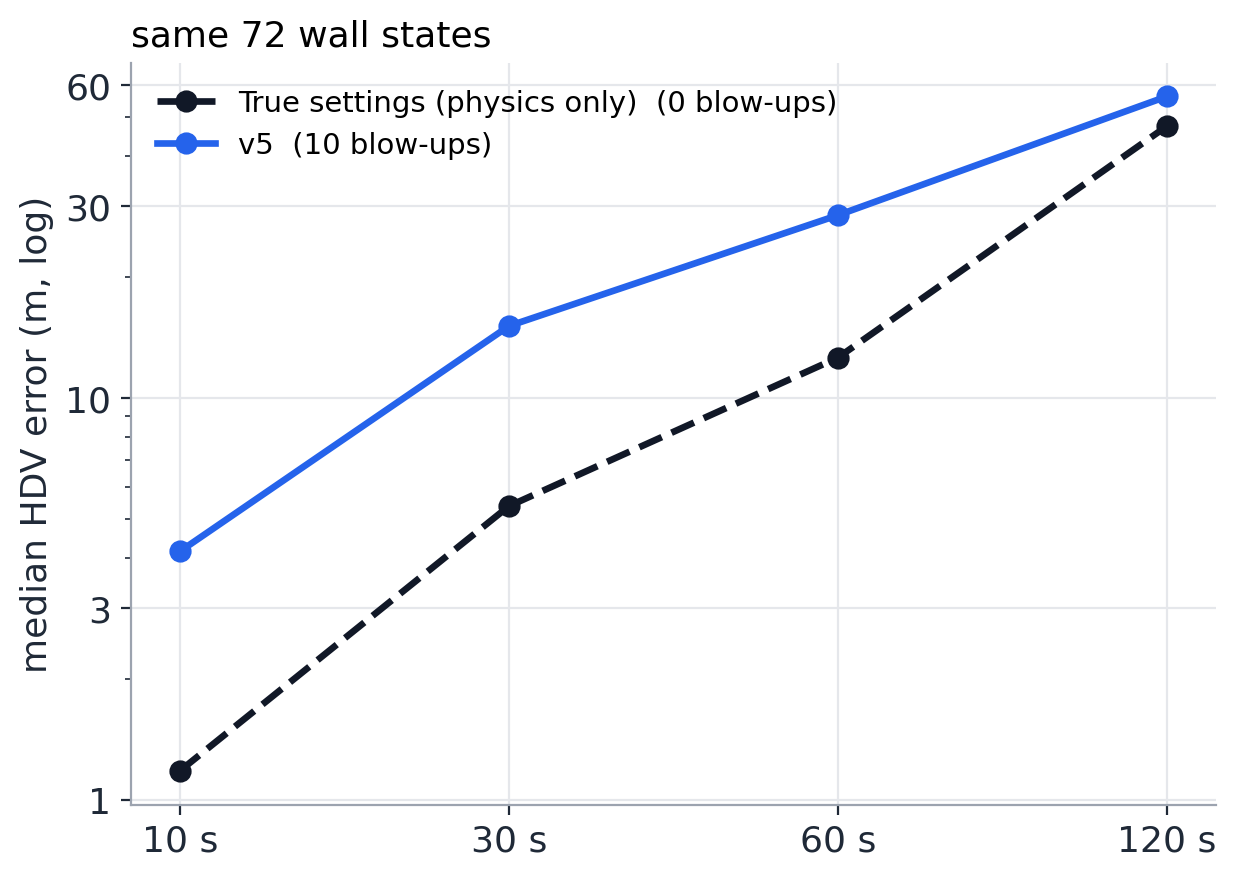 same 72 wall states
True settings (physics only)  (0 blow-ups)
v5  (10 blow-ups)
median HDV error (m, log)
60
30
10
3
1
10 s
30 s
60 s
120 s